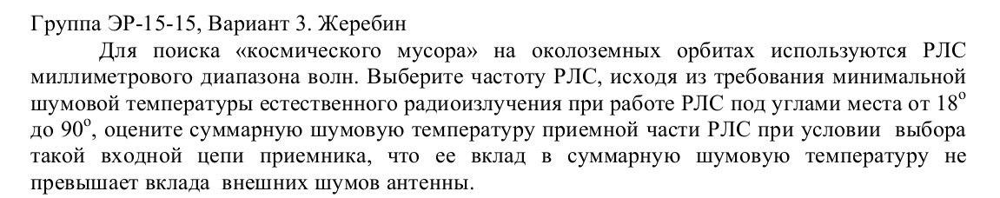 Группа ЭР-15-15, Вариант 3. Жеребин
Для поиска «космического мусора» на околоземных орбитах используются РЛС
миллиметрового диапазона волн. Выберите частоту РЛС, исходя из требования минимальной
шумовой температуры естественного радиоизлучения при работе РЛС под углами места от 18º
до 90º, оцените суммарную шумовую температуру приемной части РЛС при условии выбора
такой входной цепи приемника, что ее вклад в суммарную шумовую температуру не
превышает вклада внешних шумов антенны.